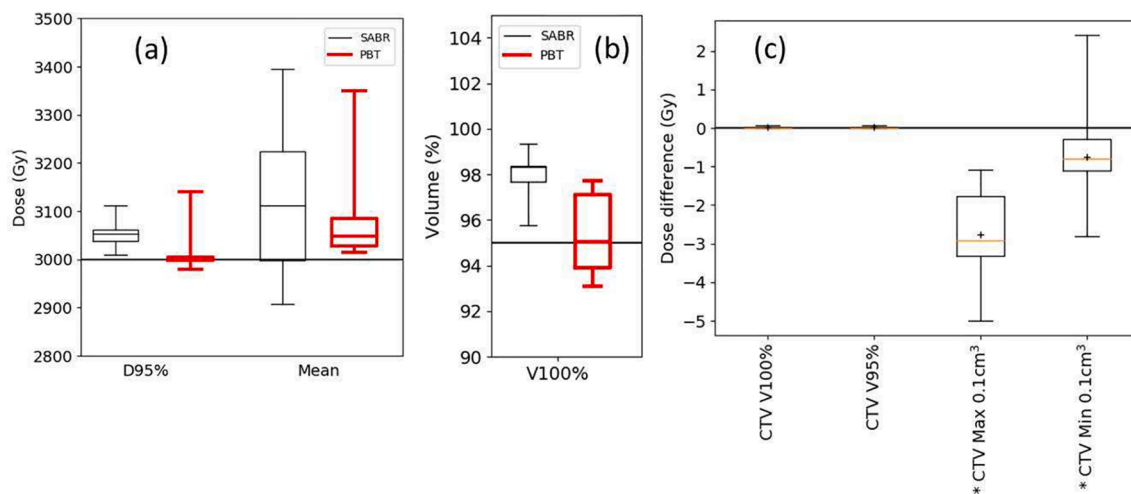 (a)
SABR
PBT
Dose (Gy)
3500
3400
3300
3200
3100
3000
2900
2800
D95%
Mean
(b)
SABR
PBT
Volume (%)
104
102
100
98
96
94
92
90
V100%
(c)
Dose difference (Gy)
2
1
0
−1
−2
−3
−4
−5
CTV V100%
CTV V95%
* CTV Max 0.1cm³
* CTV Min 0.1cm³